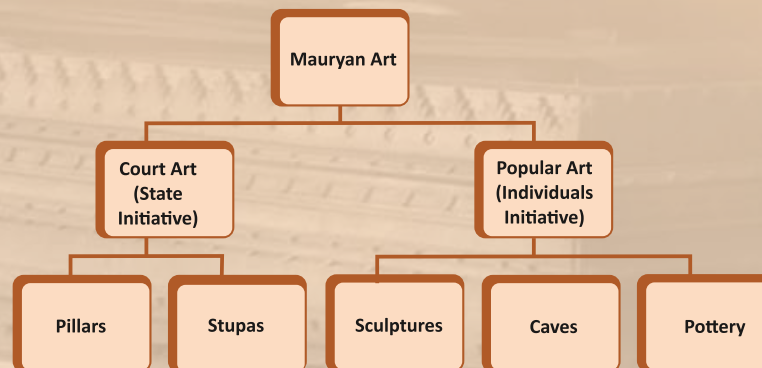 Mauryan Art
Court Art
(State
Initiative)
Popular Art
(Individuals
Initiative)
Pillars
Stupas
Sculptures
Caves
Pottery